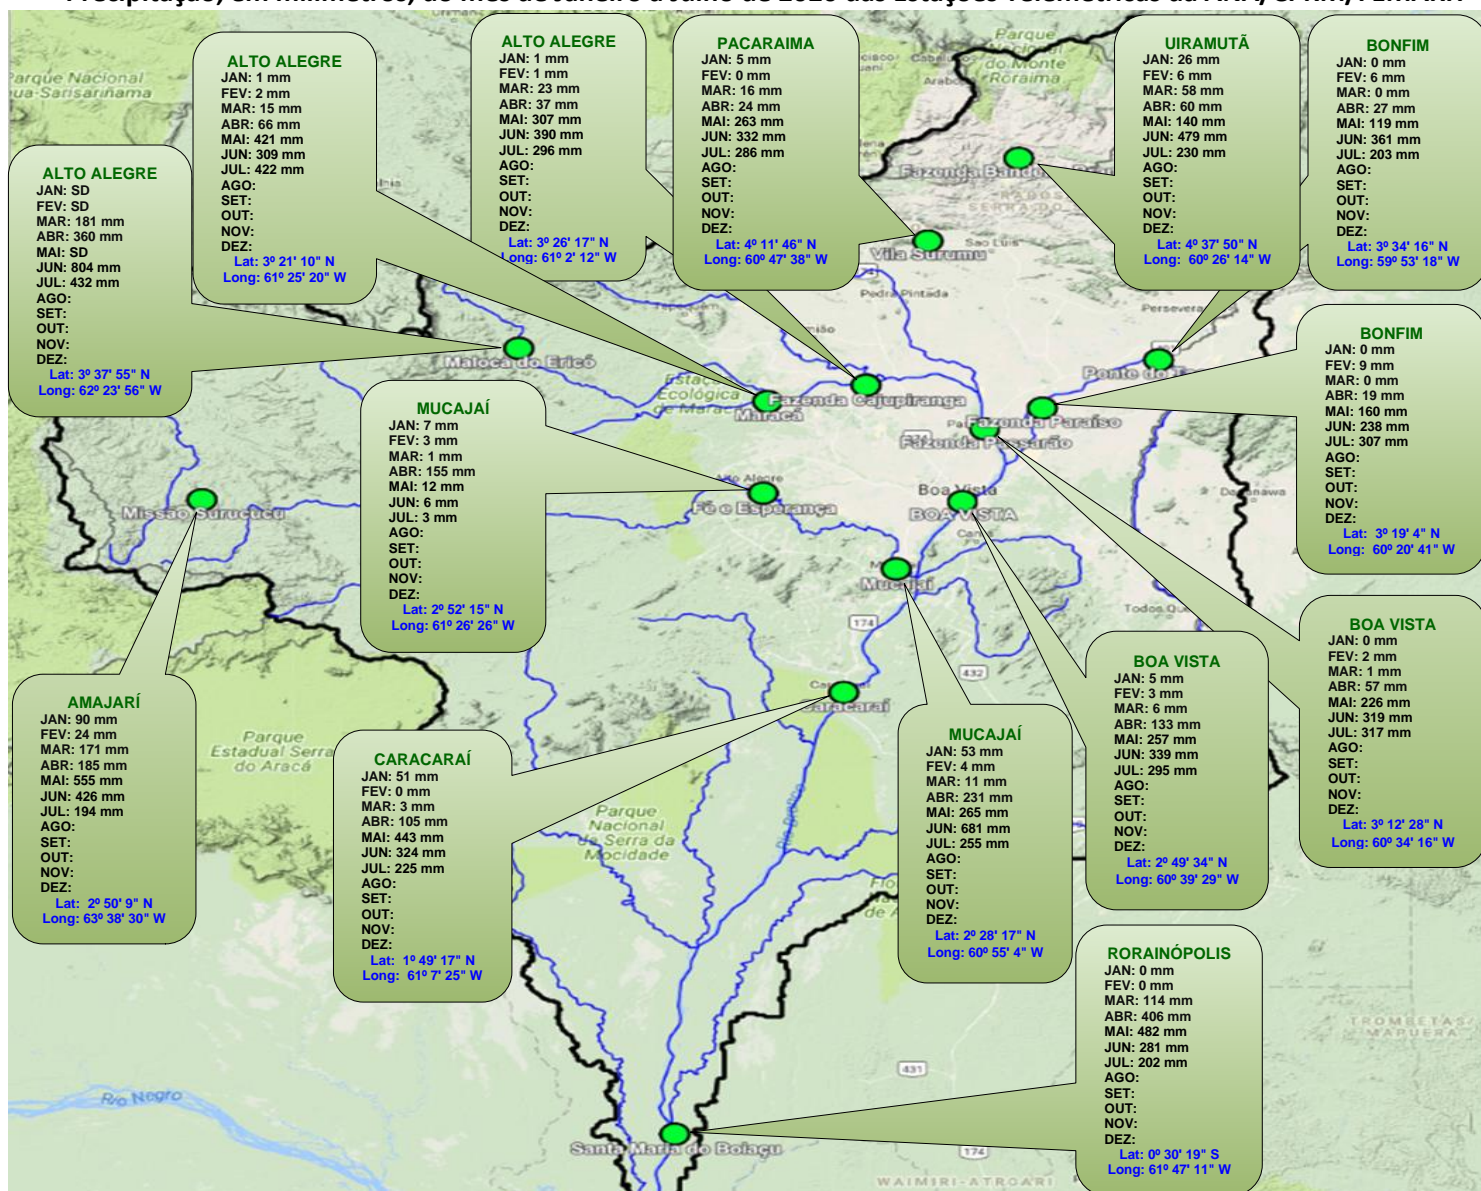 ALTO ALEGRE
JAN: SD
FEV: SD
MAR: 181 mm
ABR: 360 mm
MAI: SD
JUN: 804 mm
JUL: 432 mm
AGO:
SET:
OUT:
NOV:
DEZ:
Lat: 3º 37' 55" N
Long: 62º 23' 56" W
ALTO ALEGRE
JAN: 1 mm
FEV: 2 mm
MAR: 15 mm
ABR: 66 mm
MAI: 421 mm
JUN: 309 mm
JUL: 422 mm
AGO:
SET:
OUT:
NOV:
DEZ:
Lat: 3º 21' 10" N
Long: 61º 25' 20" W
ALTO ALEGRE
JAN: 1 mm
FEV: 1 mm
MAR: 23 mm
ABR: 37 mm
MAI: 307 mm
JUN: 390 mm
JUL: 296 mm
AGO:
SET:
OUT:
NOV:
DEZ:
Lat: 3º 26' 17" N
Long: 61º 2' 12" W
PACARAIMA
JAN: 5 mm
FEV: 0 mm
MAR: 16 mm
ABR: 24 mm
MAI: 263 mm
JUN: 332 mm
JUL: 286 mm
AGO:
SET:
OUT:
NOV:
DEZ:
Lat: 4º 11' 46" N
Long: 60º 47' 38" W
UIRAMUTÃ
JAN: 26 mm
FEV: 6 mm
MAR: 58 mm
ABR: 60 mm
MAI: 140 mm
JUN: 479 mm
JUL: 230 mm
AGO:
SET:
OUT:
NOV:
DEZ:
Lat: 4º 37' 50" N
Long: 60º 26' 14" W
BONFIM
JAN: 0 mm
FEV: 6 mm
MAR: 0 mm
ABR: 27 mm
MAI: 119 mm
JUN: 361 mm
JUL: 203 mm
AGO:
SET:
OUT:
NOV:
DEZ:
Lat: 3º 34' 16" N
Long: 59º 53' 18" W
BONFIM
JAN: 0 mm
FEV: 9 mm
MAR: 0 mm
ABR: 19 mm
MAI: 160 mm
JUN: 238 mm
JUL: 307 mm
AGO:
SET:
OUT:
NOV:
DEZ:
Lat: 3º 19' 4" N
Long: 60º 20' 41" W
MUCAJAÍ
JAN: 7 mm
FEV: 3 mm
MAR: 1 mm
ABR: 155 mm
MAI: 12 mm
JUN: 6 mm
JUL: 3 mm
AGO:
SET:
OUT:
NOV:
DEZ:
Lat: 2º 52' 15" N
Long: 61º 26' 26" W
BOA VISTA
JAN: 0 mm
FEV: 2 mm
MAR: 1 mm
ABR: 57 mm
MAI: 226 mm
JUN: 319 mm
JUL: 317 mm
AGO:
SET:
OUT:
NOV:
DEZ:
Lat: 3º 12' 28" N
Long: 60º 34' 16" W
BOA VISTA
JAN: 5 mm
FEV: 3 mm
MAR: 6 mm
ABR: 133 mm
MAI: 257 mm
JUN: 339 mm
JUL: 295 mm
AGO:
SET:
OUT:
NOV:
DEZ:
Lat: 2º 49' 34" N
Long: 60º 39' 29" W
AMAJARÍ
JAN: 90 mm
FEV: 24 mm
MAR: 171 mm
ABR: 185 mm
MAI: 555 mm
JUN: 426 mm
JUL: 194 mm
AGO:
SET:
OUT:
NOV:
DEZ:
Lat: 2º 50' 9" N
Long: 63º 38' 30" W
CARACARAÍ
JAN: 51 mm
FEV: 0 mm
MAR: 3 mm
ABR: 105 mm
MAI: 443 mm
JUN: 324 mm
JUL: 225 mm
AGO:
SET:
OUT:
NOV:
DEZ:
Lat: 1º 49' 17" N
Long: 61º 7' 25" W
MUCAJAÍ
JAN: 53 mm
FEV: 4 mm
MAR: 11 mm
ABR: 231 mm
MAI: 265 mm
JUN: 681 mm
JUL: 255 mm
AGO:
SET:
OUT:
NOV:
DEZ:
Lat: 2º 28' 17" N
Long: 60º 55' 4" W
RORAINÓPOLIS
JAN: 0 mm
FEV: 0 mm
MAR: 114 mm
ABR: 406 mm
MAI: 482 mm
JUN: 281 mm
JUL: 202 mm
AGO:
SET:
OUT:
NOV:
DEZ:
Lat: 0º 30' 19" S
Long: 61º 47' 11" W
Parque Nacional
Parque
Nacional
do Monte
Roraima
Vila Surumu
Sao Luis
Pedra Pintada
Maloca do Ericó
Estação
Ecológica
de Maracá
Maracá
Fazenda Cajupiranga
Fazenda Paraíso
Fazenda Passarão
Missão Surucucu
Alto Alegre
Fé e Esperança
Boa Vista
BOA VISTA
Mucajaí
174
432
Caracaraí
Parque
Estadual Serra
do Aracá
Parque
Nacional
da Serra da
Mocidade
Rio Branco
Rio Negro
431
174
Santa Maria do Boiaçu
TROMBETAS/
MAPUERA
WAIMIRI-ATROARI